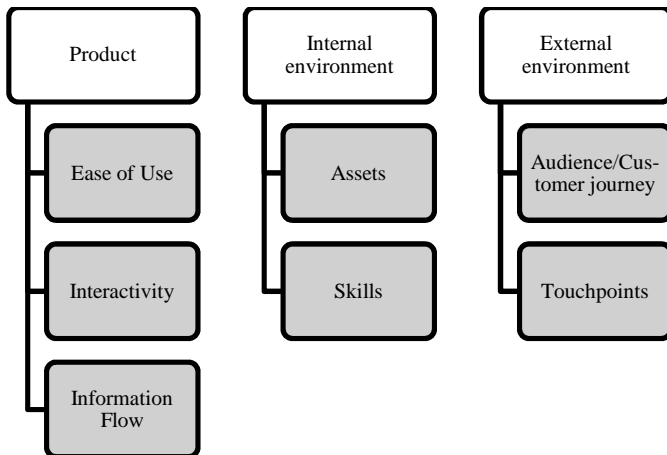 Product
Ease of Use
Interactivity
Information
Flow
Internal
environment
Assets
Skills
External
environment
Audience/Cus-
tomer journey
Touchpoints